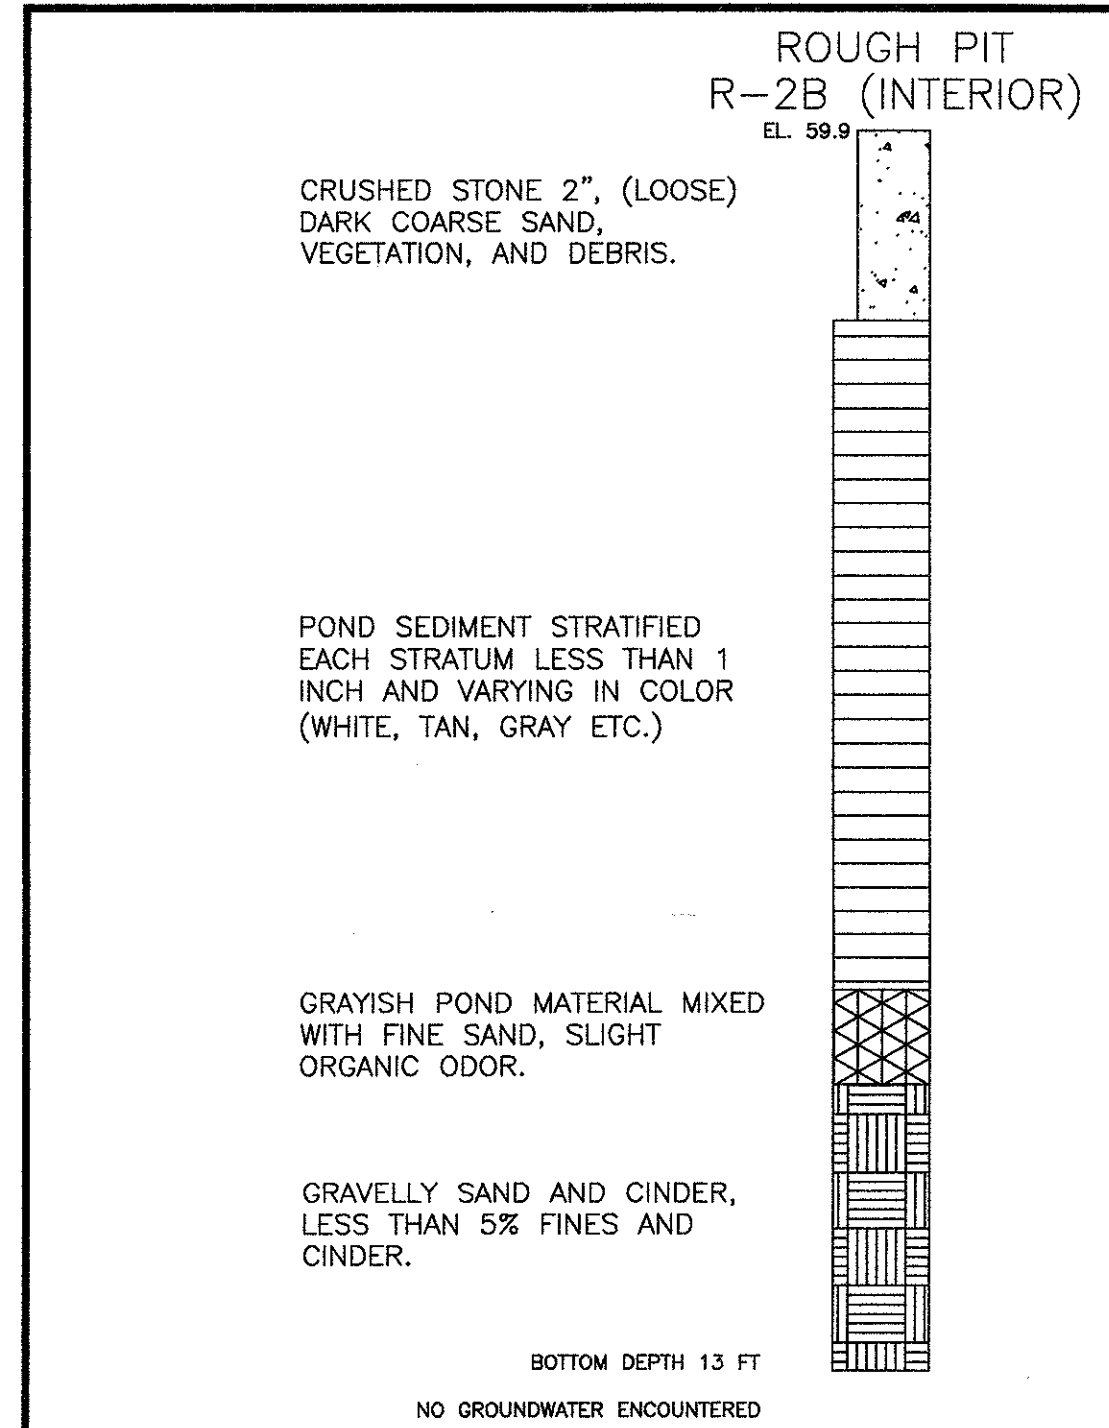 ROUGH PIT
R-2B (INTERIOR)
EL. 59.9
CRUSHED STONE 2", (LOOSE)
DARK COARSE SAND,
VEGETATION, AND DEBRIS.
POND SEDIMENT STRATIFIED
EACH STRATUM LESS THAN 1
INCH AND VARYING IN COLOR
(WHITE, TAN, GRAY ETC.)
GRAYISH POND MATERIAL MIXED
WITH FINE SAND, SLIGHT
ORGANIC ODOR.
GRAVELLY SAND AND CINDER,
LESS THAN 5% FINES AND
CINDER.
BOTTOM DEPTH 13 FT
NO GROUNDWATER ENCOUNTERED